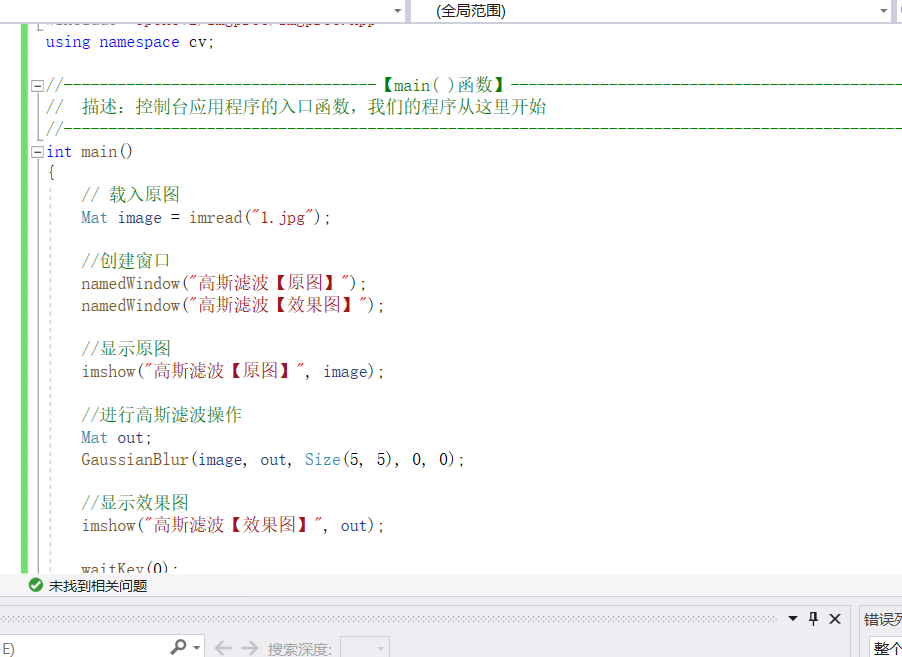 (全局范围)
using namespace cv;
//-----------------------------------【main( )函数】--------------------------------------------
// 描述：控制台应用程序的入口函数，我们的程序从这里开始
//-----------------------------------------------------------------------------------------------
int main()
{
// 载入原图
Mat image = imread("1.jpg");
//创建窗口
namedWindow("高斯滤波【原图】");
namedWindow("高斯滤波【效果图】");
//显示原图
imshow("高斯滤波【原图】", image);
//进行高斯滤波操作
Mat out;
GaussianBlur(image, out, Size(5, 5), 0, 0);
//显示效果图
imshow("高斯滤波【效果图】", out);
waitKey(0);
未找到相关问题
错误列
E)
搜索深度:
整个